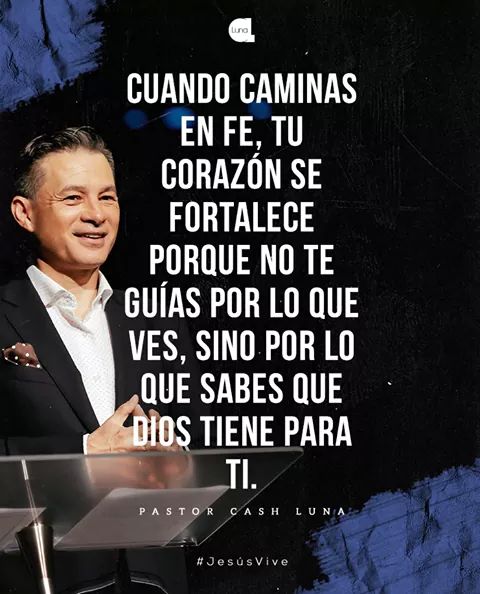 Luna
CUANDO CAMINAS
EN FE, TU
CORAZÓN SE
FORTALECE
PORQUE NO TE
GUÍAS POR LO QUE
VES, SINO POR LO
QUE SABES QUE
DIOS TIENE PARA
TI.
PASTOR CASH LUNA
#JesúsVive